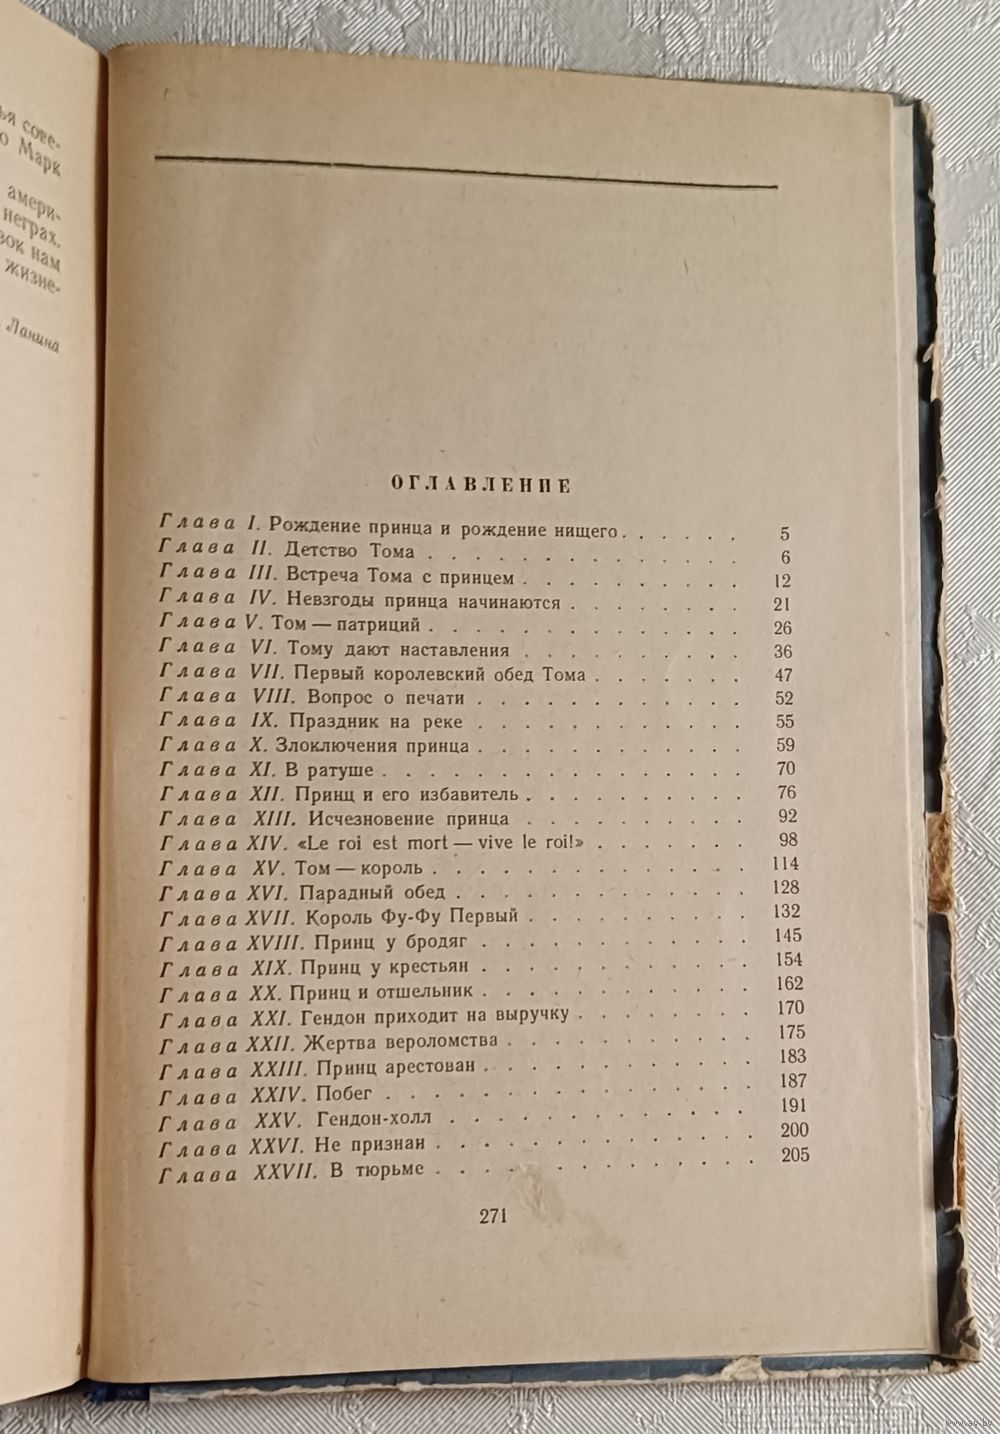 ья сове-
о Марк
амери-
неграх.
вок нам
жизне-
Ланина
ОГЛАВЛЕНИЕ
Глава I. Рождение принца и рождение нищего. . . . . . 5
Глава II. Детство Тома . . . . . . . . . . . . . 6
Глава III. Встреча Тома с принцем . . . . . . . . . 12
Глава IV. Невзгоды принца начинаются . . . . . . . 21
Глава V. Том — патриций . . . . . . . . . . . . . 26
Глава VI. Тому дают наставления . . . . . . . . . 36
Глава VII. Первый королевский обед Тома . . . . . . . 47
Глава VIII. Вопрос о печати . . . . . . . . . . . . 52
Глава IX. Праздник на реке . . . . . . . . . . . . 55
Глава X. Злоключения принца . . . . . . . . . . . . 59
Глава XI. В ратуше . . . . . . . . . . . . . . . 70
Глава XII. Принц и его избавитель . . . . . . . . . 76
Глава XIII. Исчезновение принца . . . . . . . . . 92
Глава XIV. «Le roi est mort — vive le roi!» . . . . . . . 98
Глава XV. Том — король . . . . . . . . . . . . . 114
Глава XVI. Парадный обед . . . . . . . . . . . . . 128
Глава XVII. Король Фу-Фу Первый . . . . . . . . . 132
Глава XVIII. Принц у бродяг . . . . . . . . . . . 145
Глава XIX. Принц у крестьян . . . . . . . . . . . 154
Глава XX. Принц и отшельник . . . . . . . . . . . 162
Глава XXI. Гендон приходит на выручку . . . . . . . 170
Глава XXII. Жертва вероломства . . . . . . . . . . 175
Глава XXIII. Принц арестован . . . . . . . . . . . 183
Глава XXIV. Побег . . . . . . . . . . . . . . . 187
Глава XXV. Гендон-холл . . . . . . . . . . . . . 191
Глава XXVI. Не признан . . . . . . . . . . . . . 200
Глава XXVII. В тюрьме . . . . . . . . . . . . . 205
271
www.ay.by